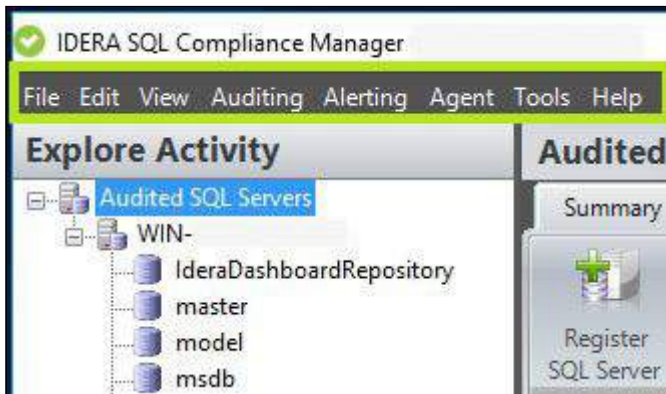 IDERA SQL Compliance Manager
File Edit View Auditing Alerting Agent Tools Help
Explore Activity
Audited
Audited SQL Servers
Summary
WIN-
IderaDashboardRepository
master
model
msdb
Register
SQL Server